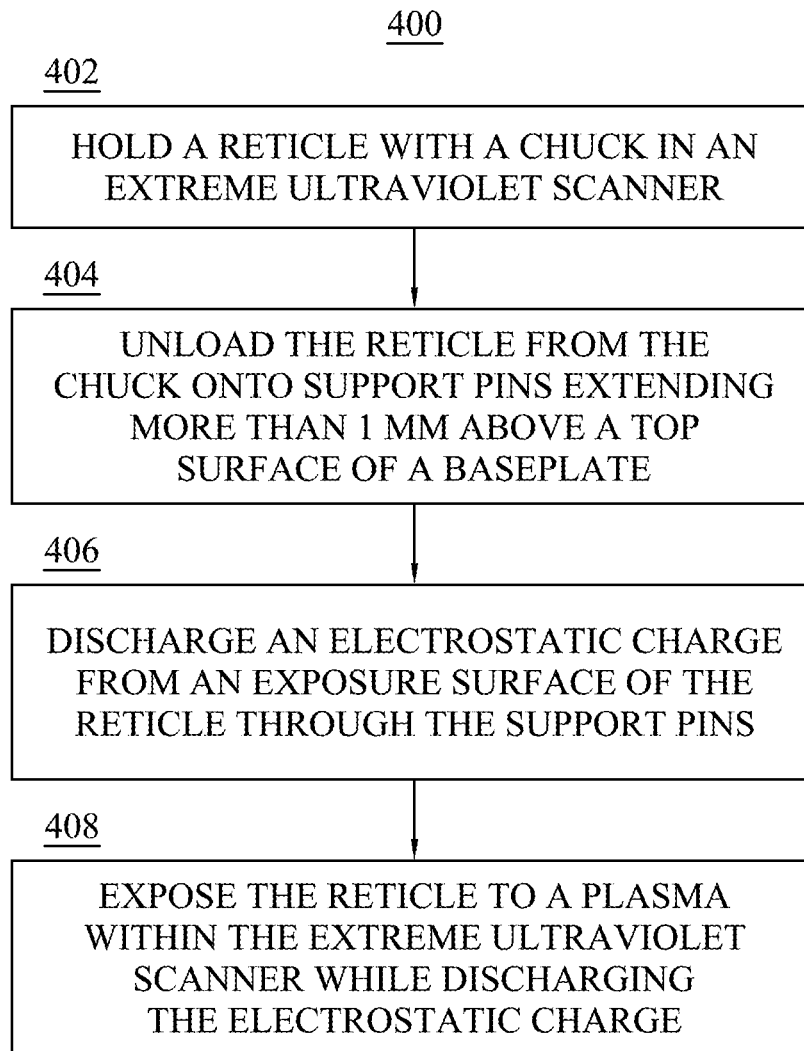 400
402
HOLD A RETICLE WITH A CHUCK IN AN
EXTREME ULTRAVIOLET SCANNER
404
UNLOAD THE RETICLE FROM THE
CHUCK ONTO SUPPORT PINS EXTENDING
MORE THAN 1 MM ABOVE A TOP
SURFACE OF A BASEPLATE
406
DISCHARGE AN ELECTROSTATIC CHARGE
FROM AN EXPOSURE SURFACE OF THE
RETICLE THROUGH THE SUPPORT PINS
408
EXPOSE THE RETICLE TO A PLASMA
WITHIN THE EXTREME ULTRAVIOLET
SCANNER WHILE DISCHARGING
THE ELECTROSTATIC CHARGE